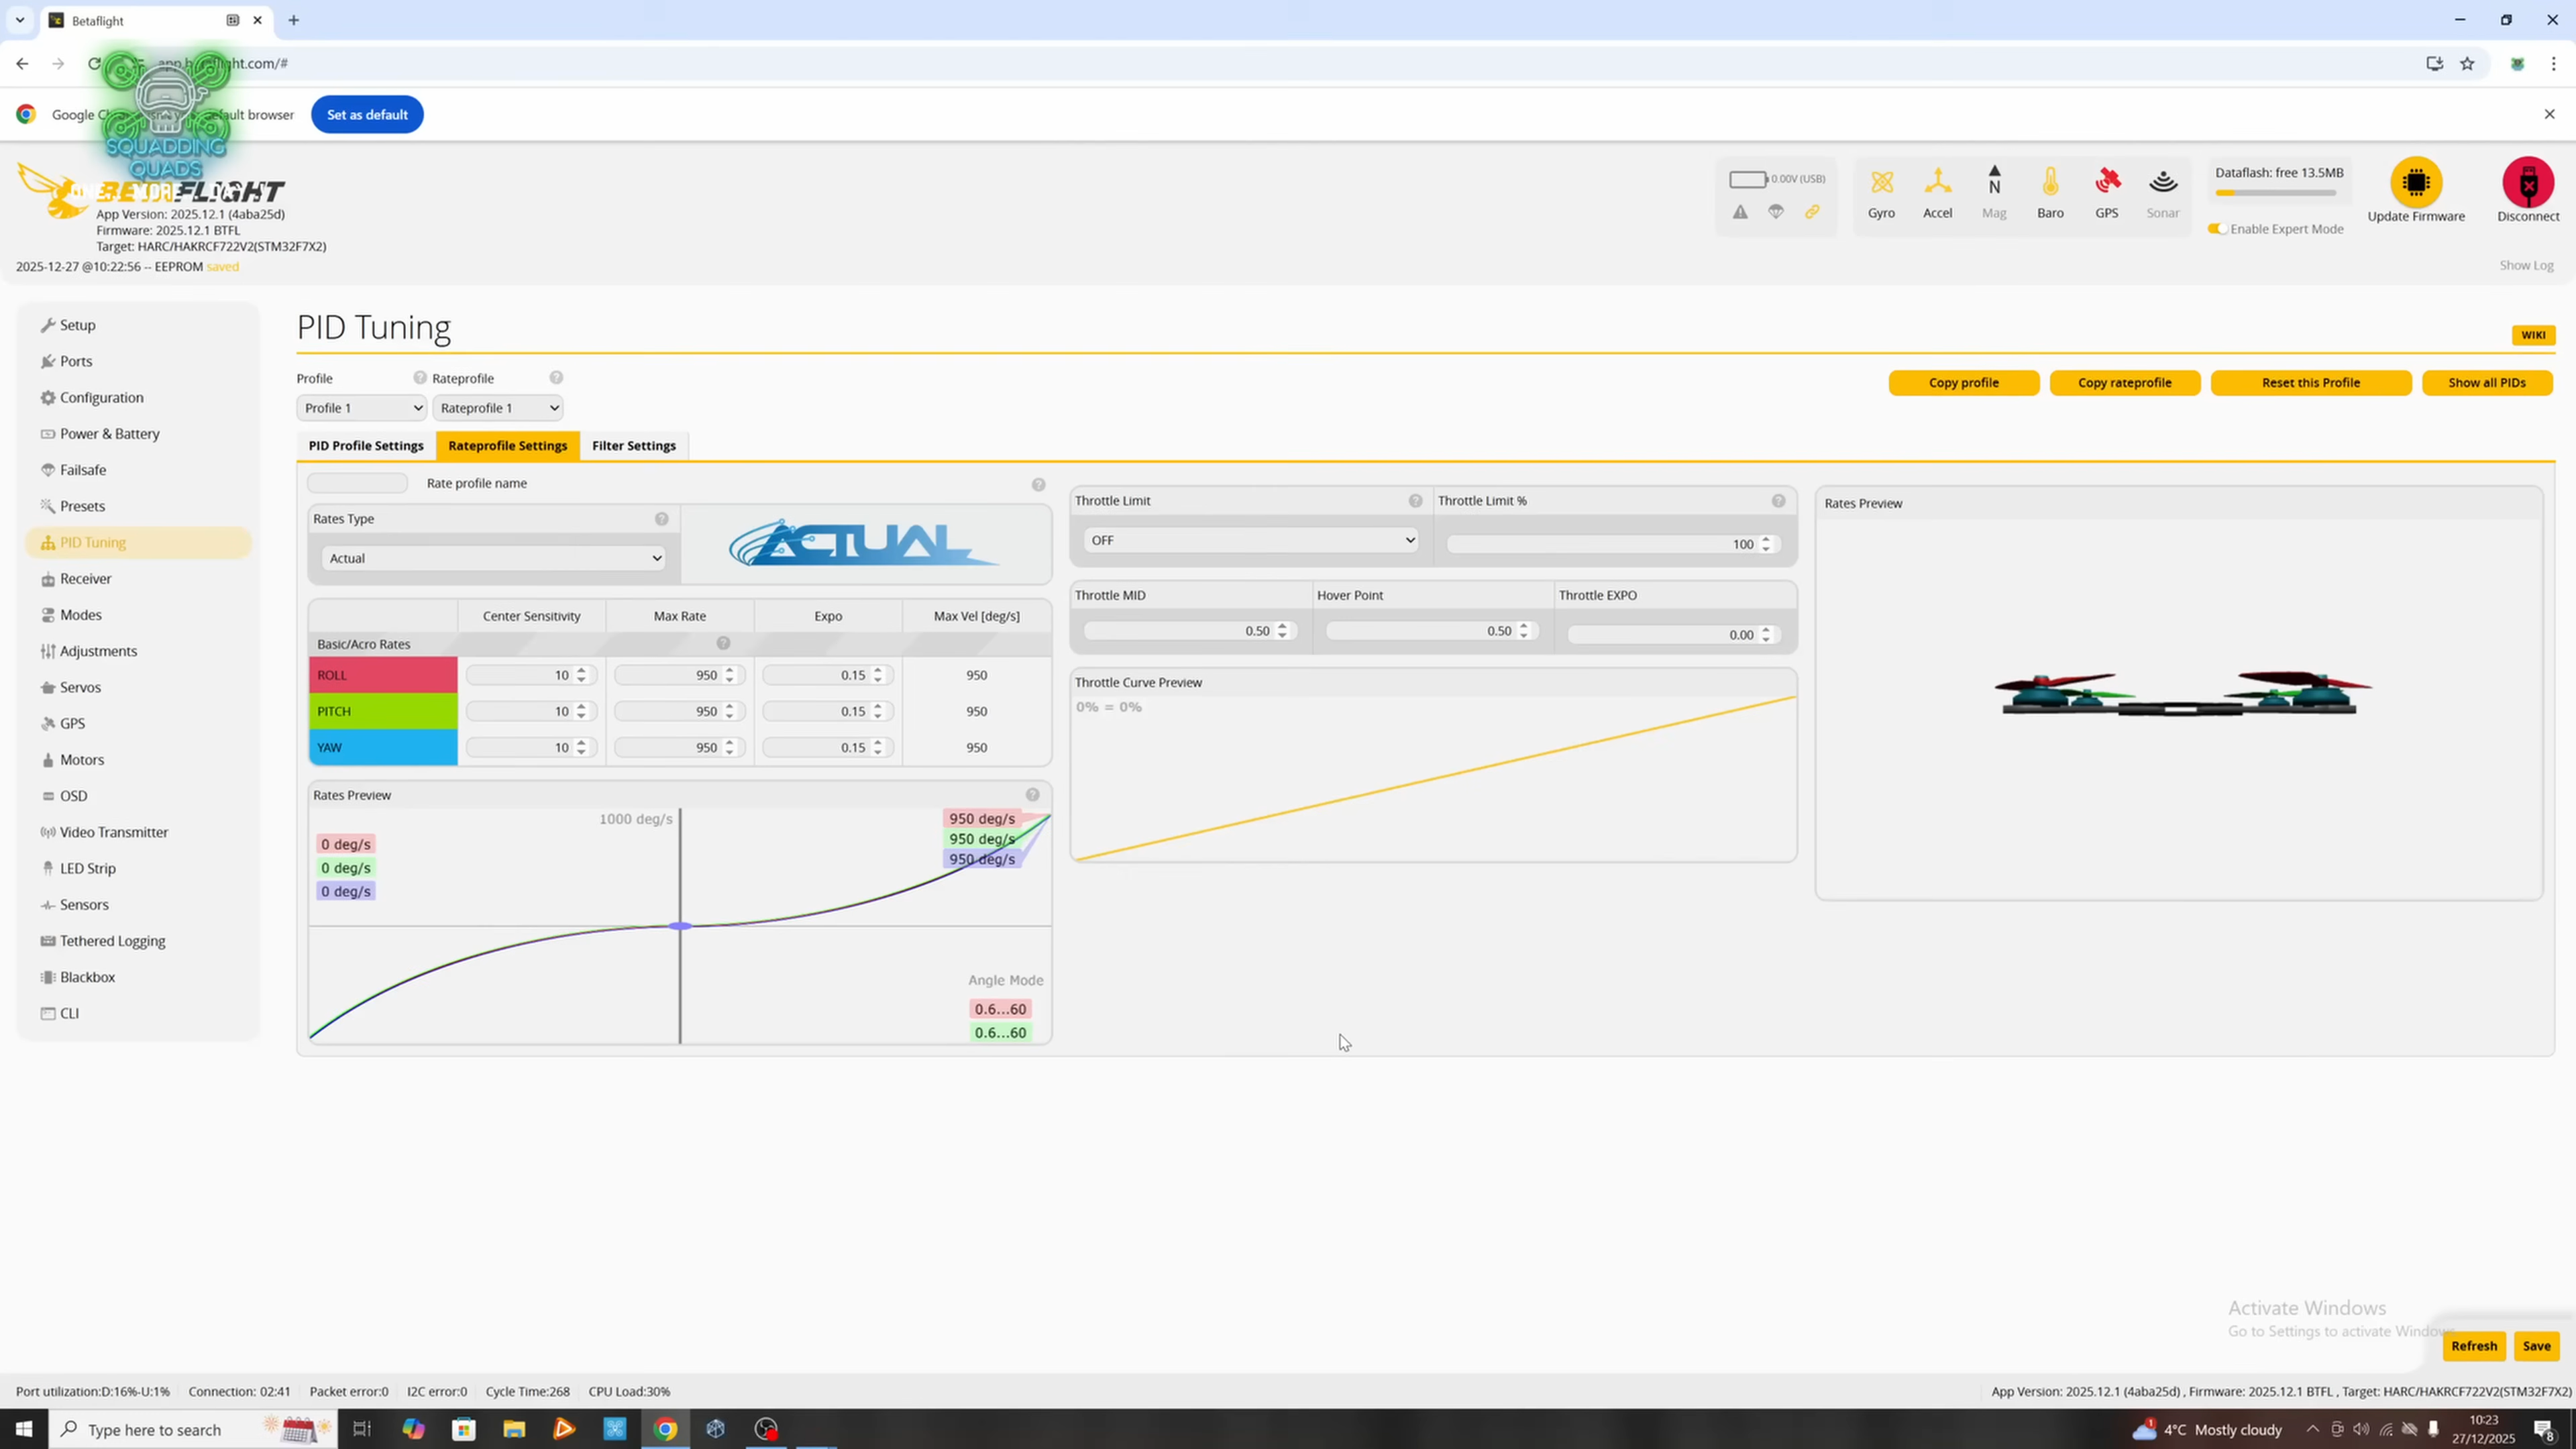 Betaflight
app.b flight.com/#
Google Ch default browser
Set as default
SQUADDING
QUADS
ONE MORE
FLIGHT
App Version: 2025.12.1 (4aba25d)
Firmware: 2025.12.1 BTFL
Target: HARC/HAKRCF722V2(STM32F7X2)
2025-12-27 @10:22:56 -- EEPROM saved
0.00V (USB)
N
Gyro Accel Mag Baro GPS Sonar
Dataflash: free 13.5MB
Enable Expert Mode
Update Firmware
Disconnect
Show Log
Setup
Ports
Configuration
Power & Battery
Failsafe
Presets
PID Tuning
Receiver
Modes
Adjustments
Servos
GPS
Motors
OSD
Video Transmitter
LED Strip
Sensors
Tethered Logging
Blackbox
CLI
PID Tuning
WIKI
Profile ? Rateprofile ?
Profile 1 Rateprofile 1
Copy profile Copy rateprofile Reset this Profile Show all PIDs
PID Profile Settings Rateprofile Settings Filter Settings
Rate profile name ?
Rates Type ?
Actual
ACTUAL
Center Sensitivity Max Rate Expo Max Vel [deg/s]
Basic/Acro Rates ?
ROLL 10 950 0.15 950
PITCH 10 950 0.15 950
YAW 10 950 0.15 950
Rates Preview ?
1000 deg/s
950 deg/s
950 deg/s
950 deg/s
0 deg/s
0 deg/s
0 deg/s
Angle Mode
0.6...60
0.6...60
Throttle Limit ? Throttle Limit % ?
OFF 100
Throttle MID Hover Point Throttle EXPO
0.50 0.50 0.00
Throttle Curve Preview
0% = 0%
Rates Preview
Activate Windows
Go to Settings to activate Windows
Refresh Save
Port utilization:D:16%-U:1% Connection: 02:41 Packet error:0 I2C error:0 Cycle Time:268 CPU Load:30%
App Version: 2025.12.1 (4aba25d) , Firmware: 2025.12.1 BTFL , Target: HARC/HAKRCF722V2(STM32F7X2)
Type here to search
1
4°C Mostly cloudy
10:23
27/12/2025
8